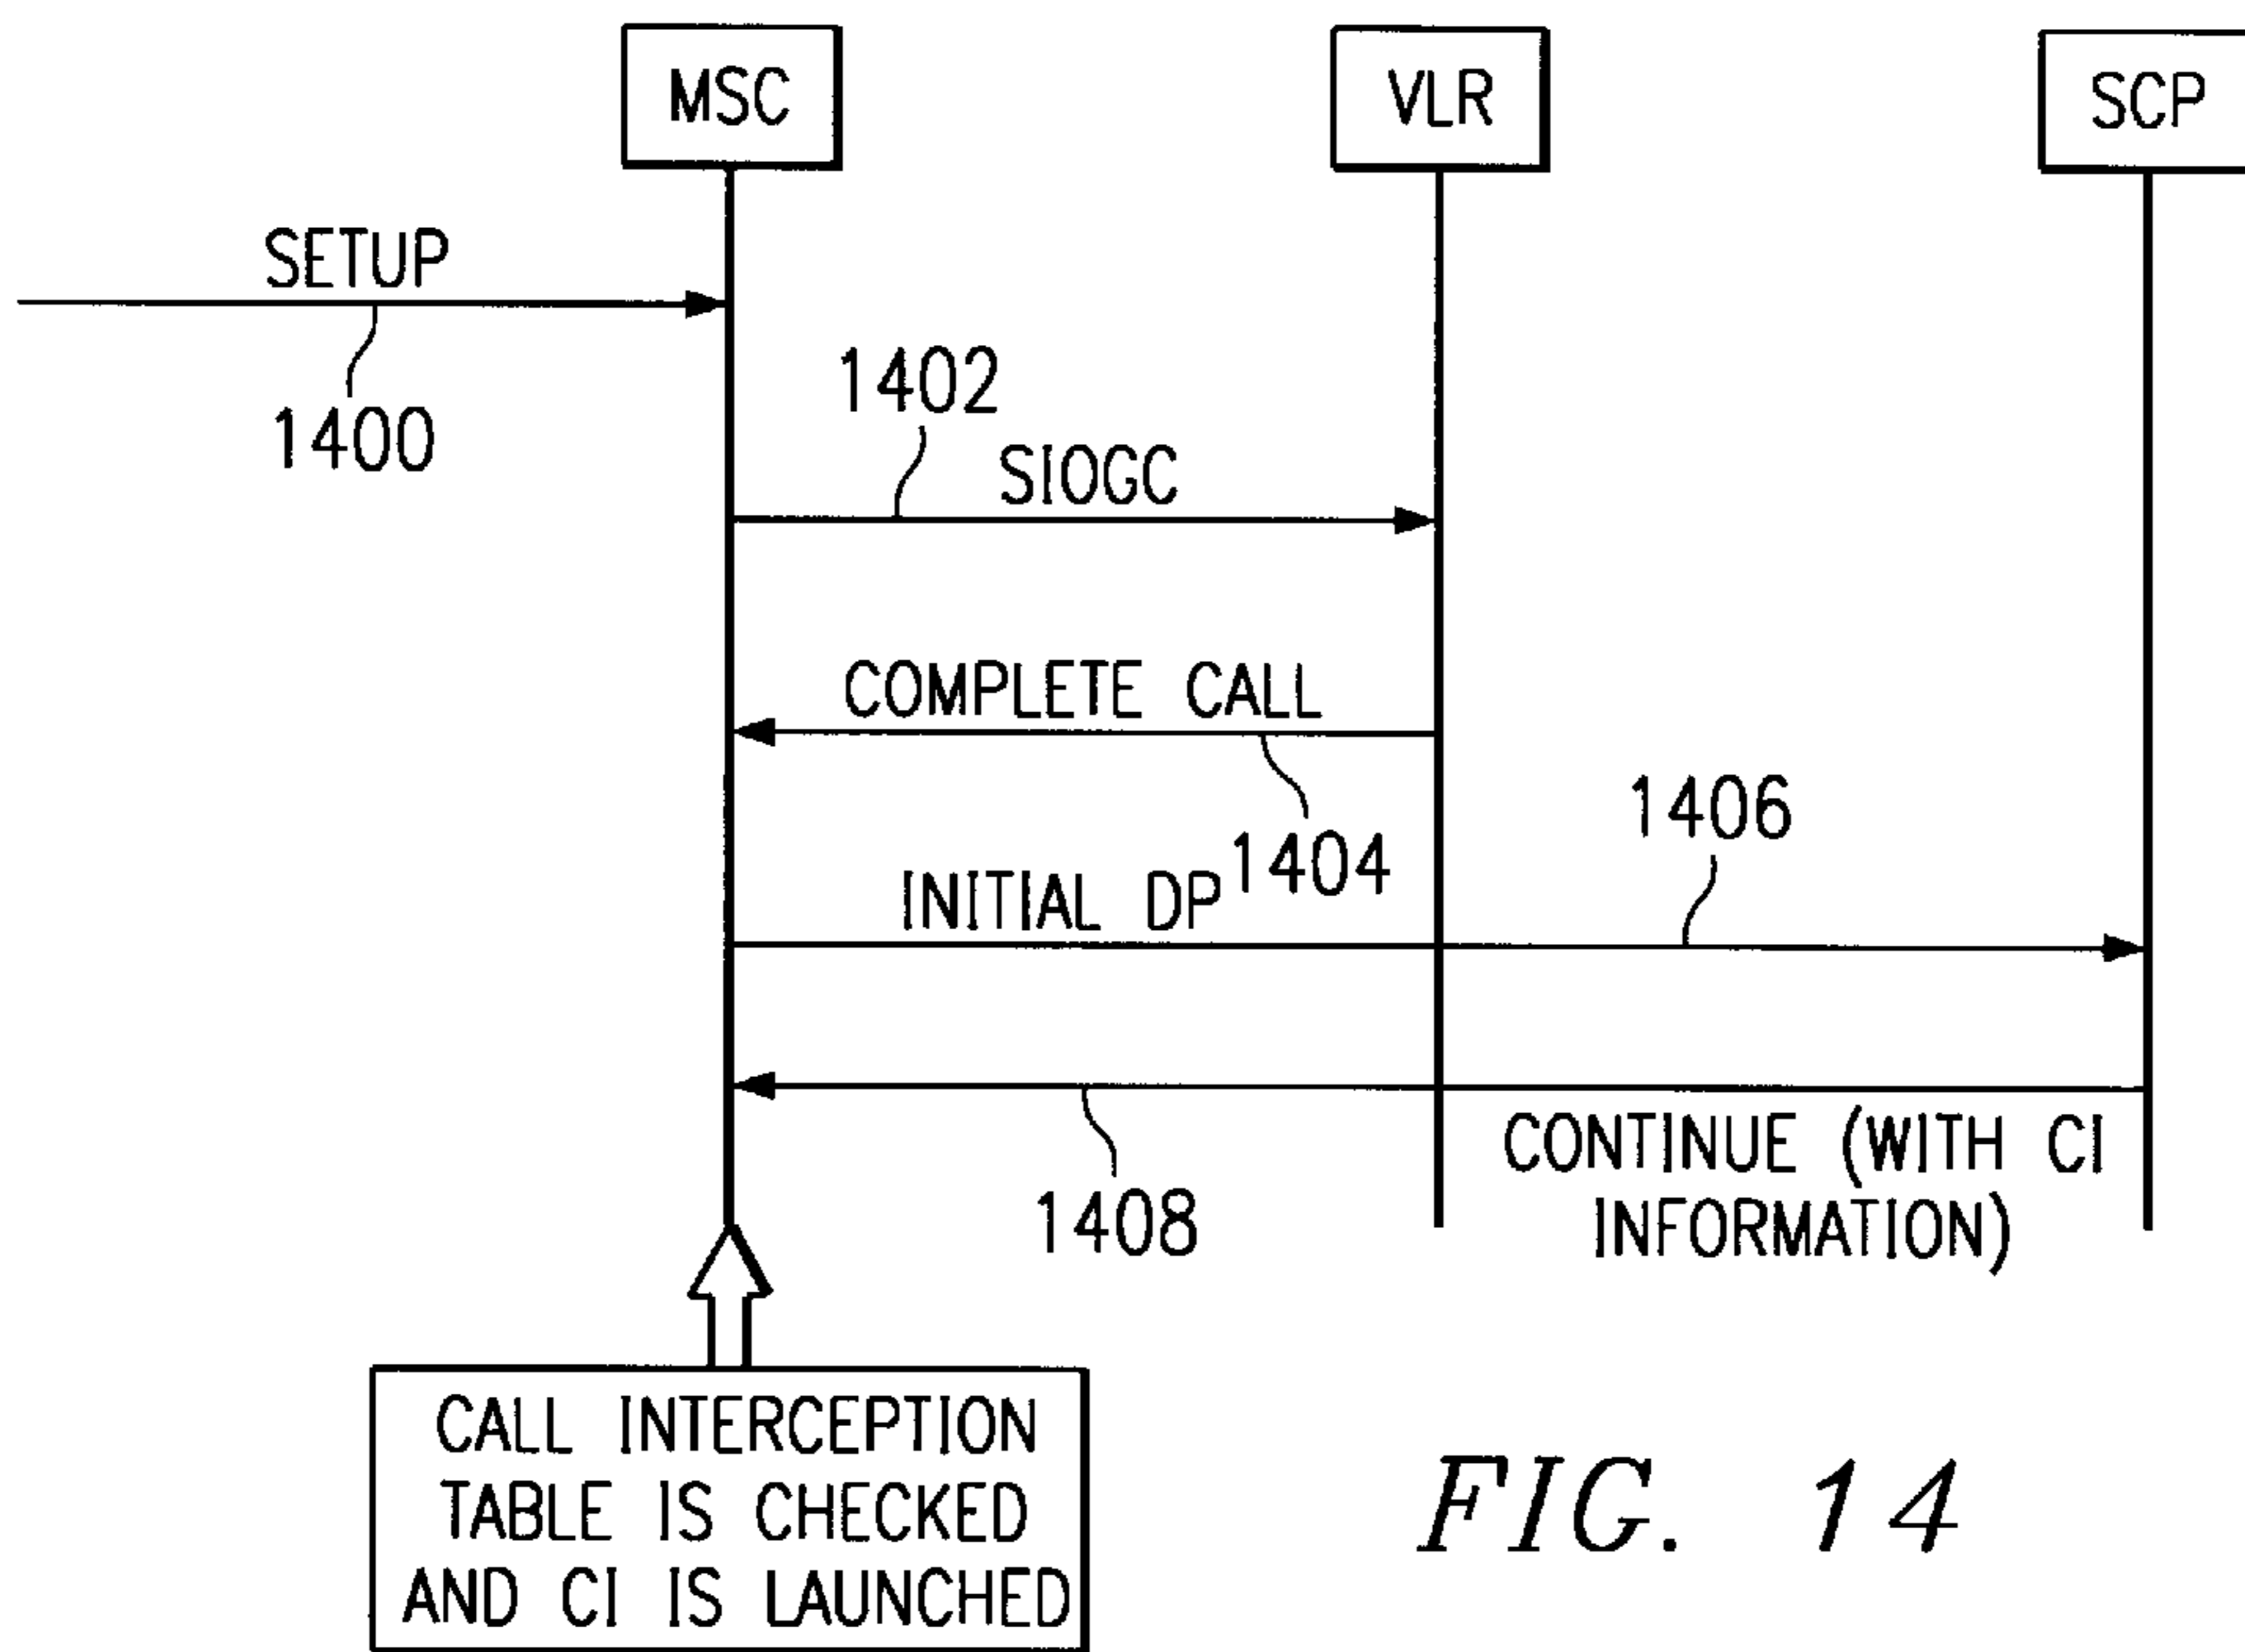 MSC
VLR
SCP
SETUP
1400
1402
SIOGC
COMPLETE CALL
1404
1406
INITIAL DP
1408
CONTINUE (WITH CI
INFORMATION)
CALL INTERCEPTION
TABLE IS CHECKED
AND CI IS LAUNCHED
FIG. 14